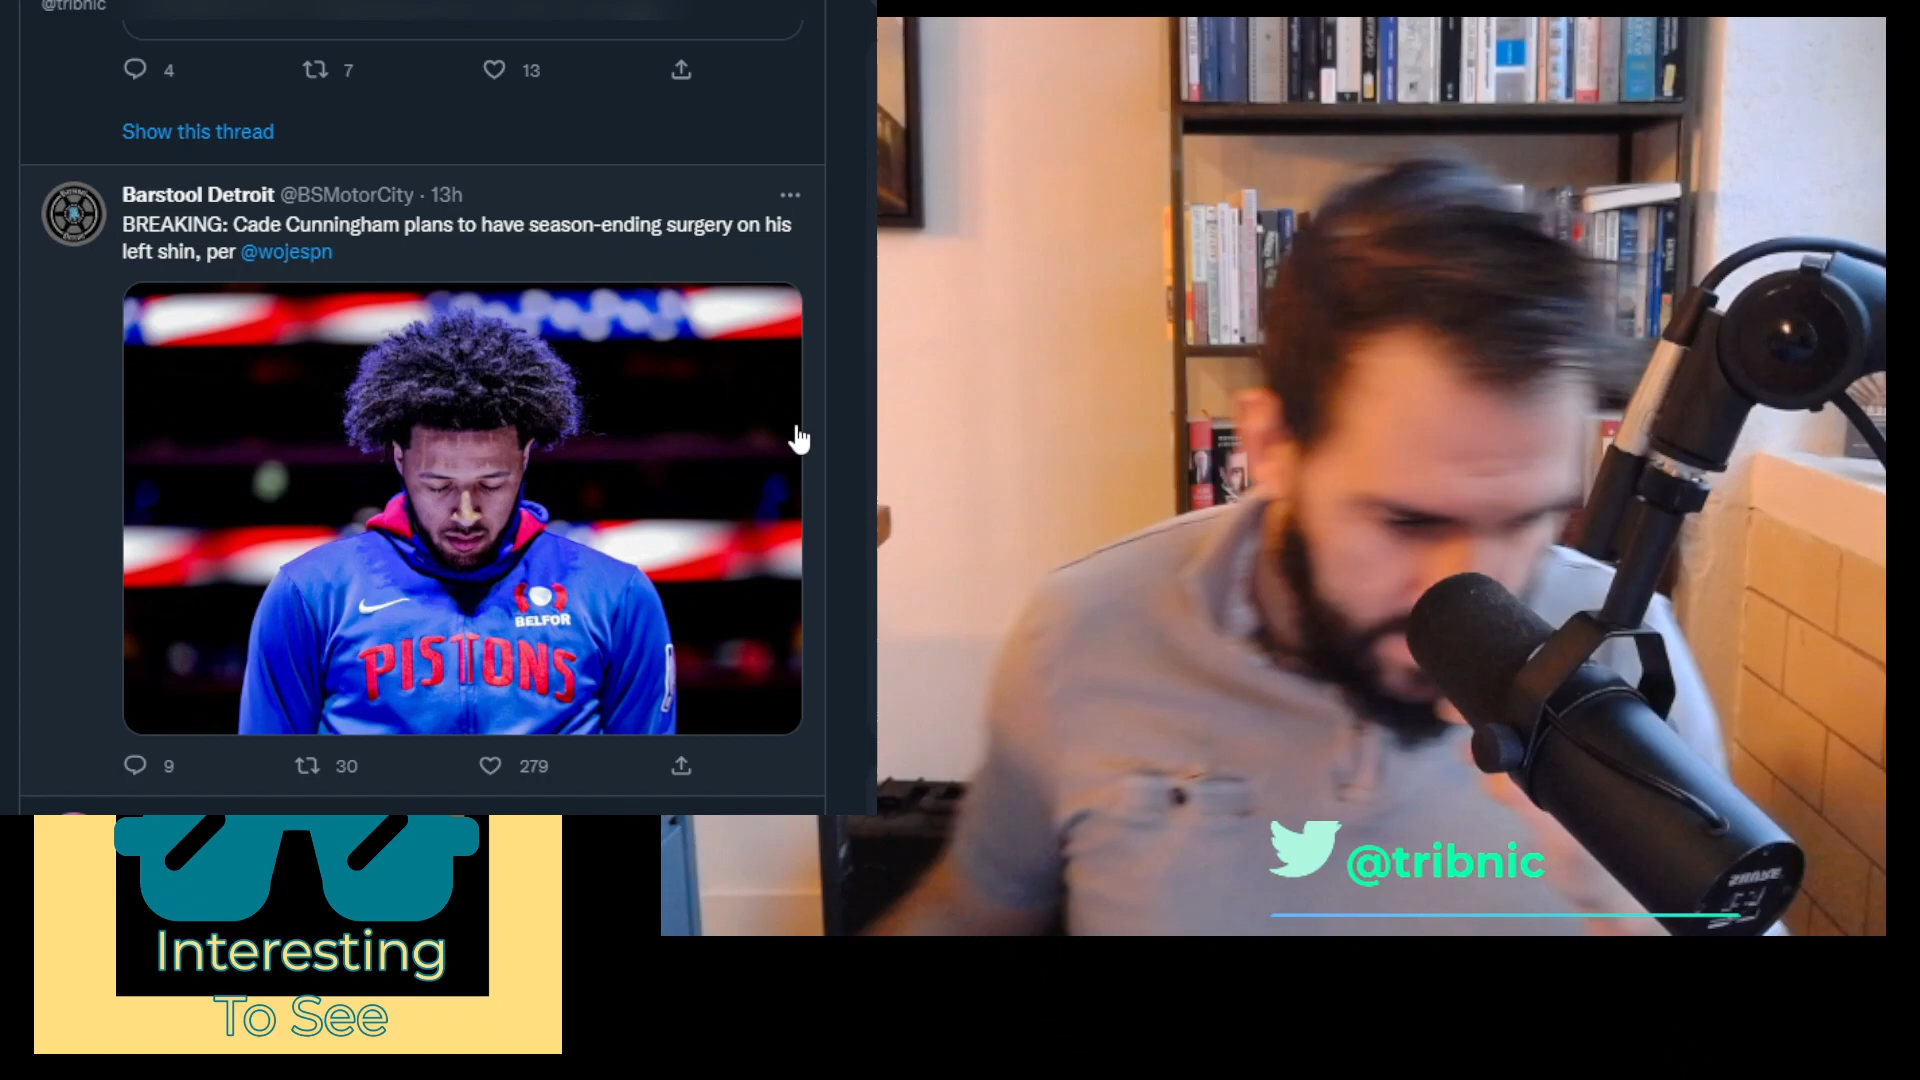 @tribnic
4 7 13
Show this thread
Barstool Detroit @BSMotorCity · 13h
BREAKING: Cade Cunningham plans to have season-ending surgery on his
left shin, per @wojespn
BELFOR
PISTONS
9 30 279
@tribnic
Interesting
To See